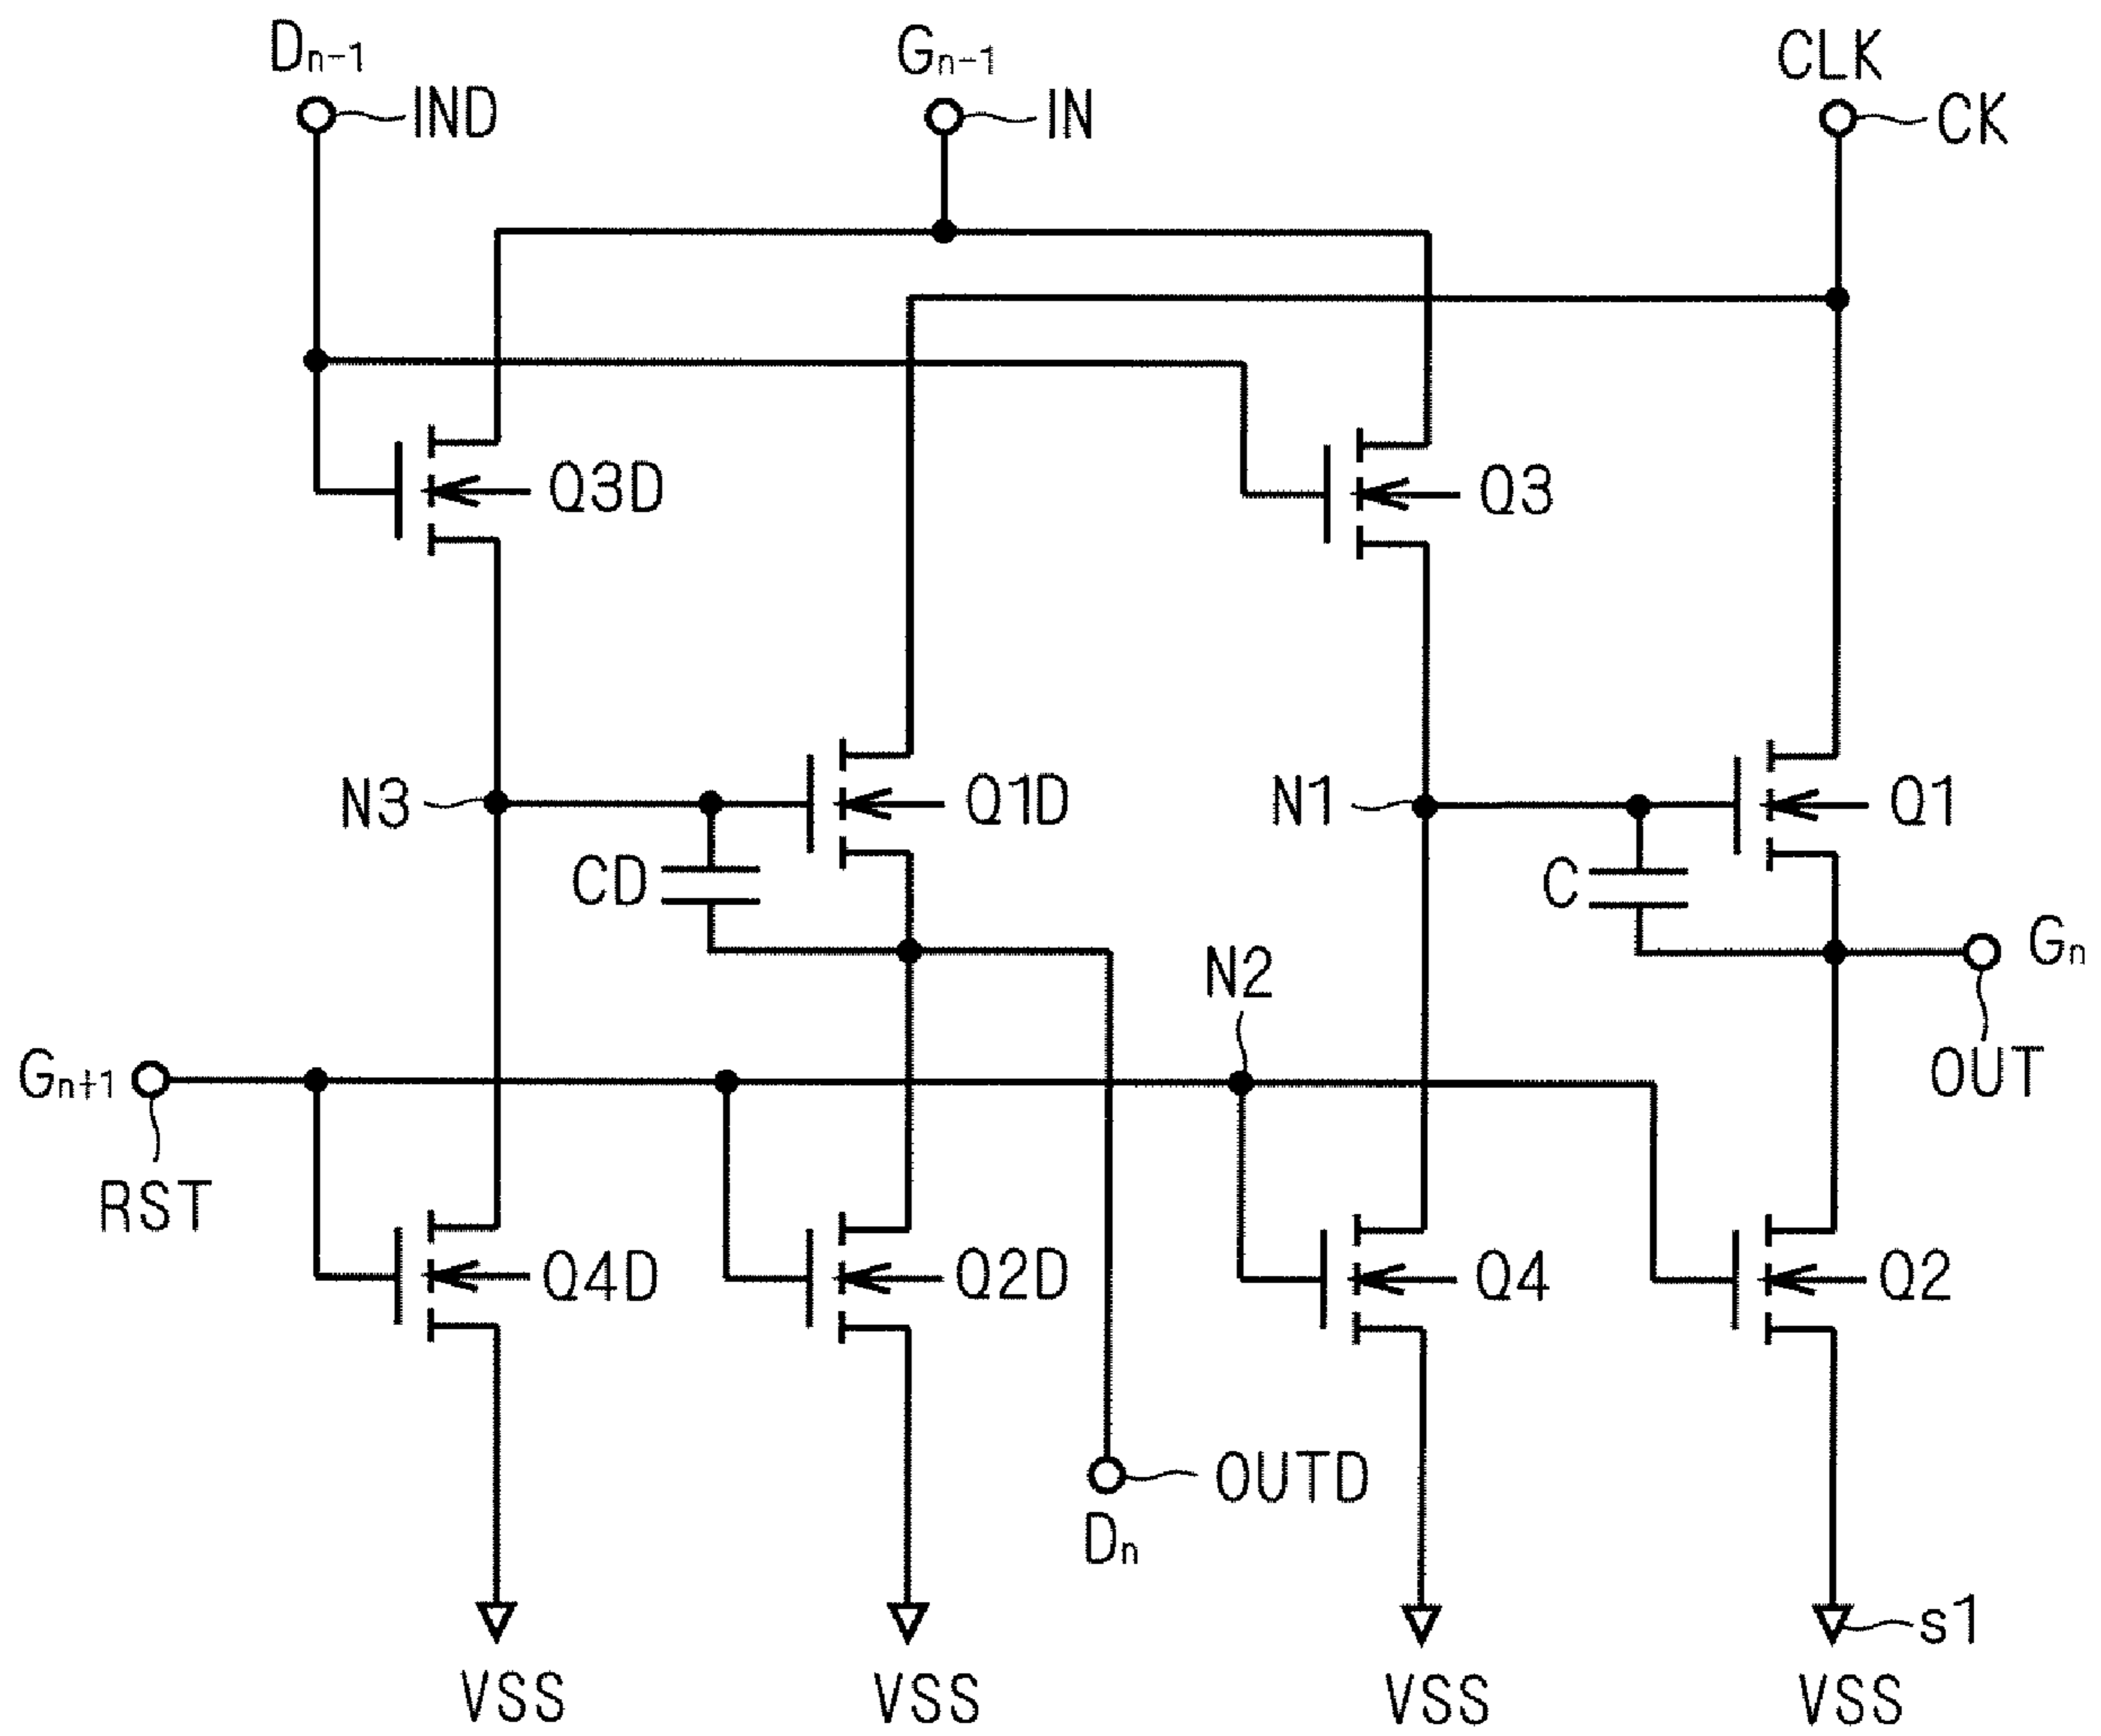 Dn-1
Gn-1
CLK
IND
IN
CK
Q3D
Q3
N3
Q1D
N1
Q1
CD
C
Gn
N2
OUT
Gn+1
RST
Q4D
Q2D
Q4
Q2
OUTD
Dn
s1
VSS
VSS
VSS
VSS